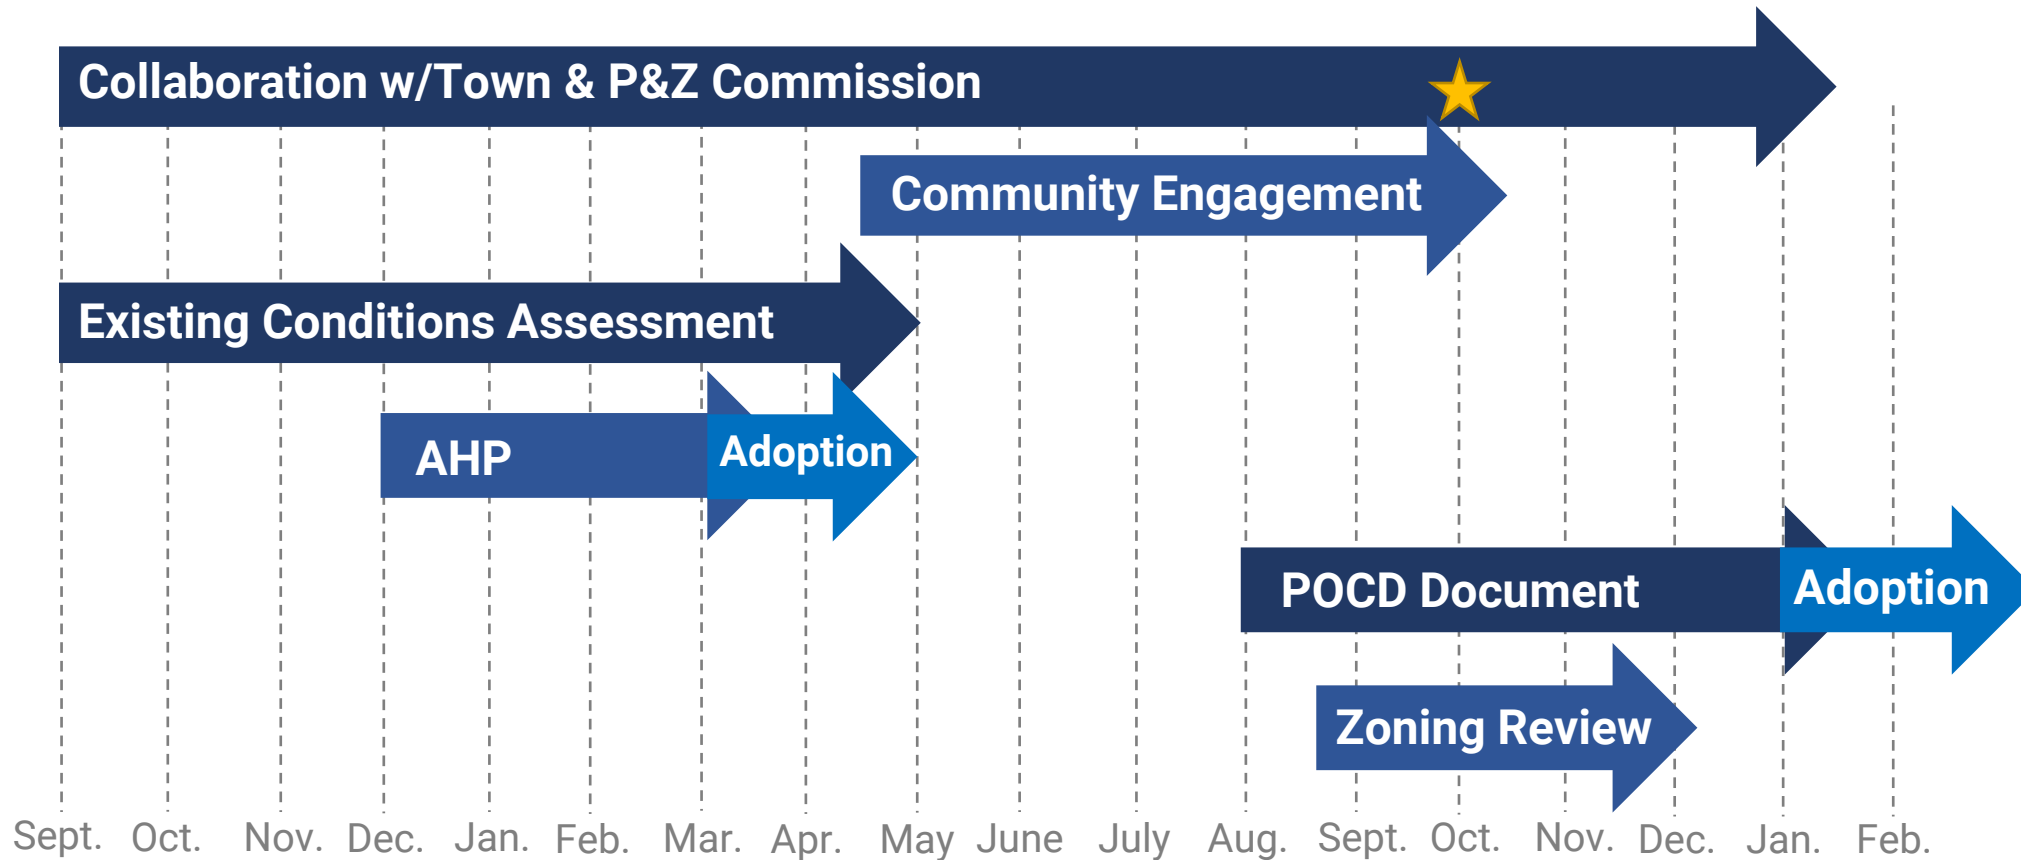 Collaboration w/Town & P&Z Commission
Community Engagement
Existing Conditions Assessment
AHP
Adoption
POCD Document
Adoption
Zoning Review
Sept. Oct. Nov. Dec. Jan. Feb. Mar. Apr. May June July Aug. Sept. Oct. Nov. Dec. Jan. Feb.